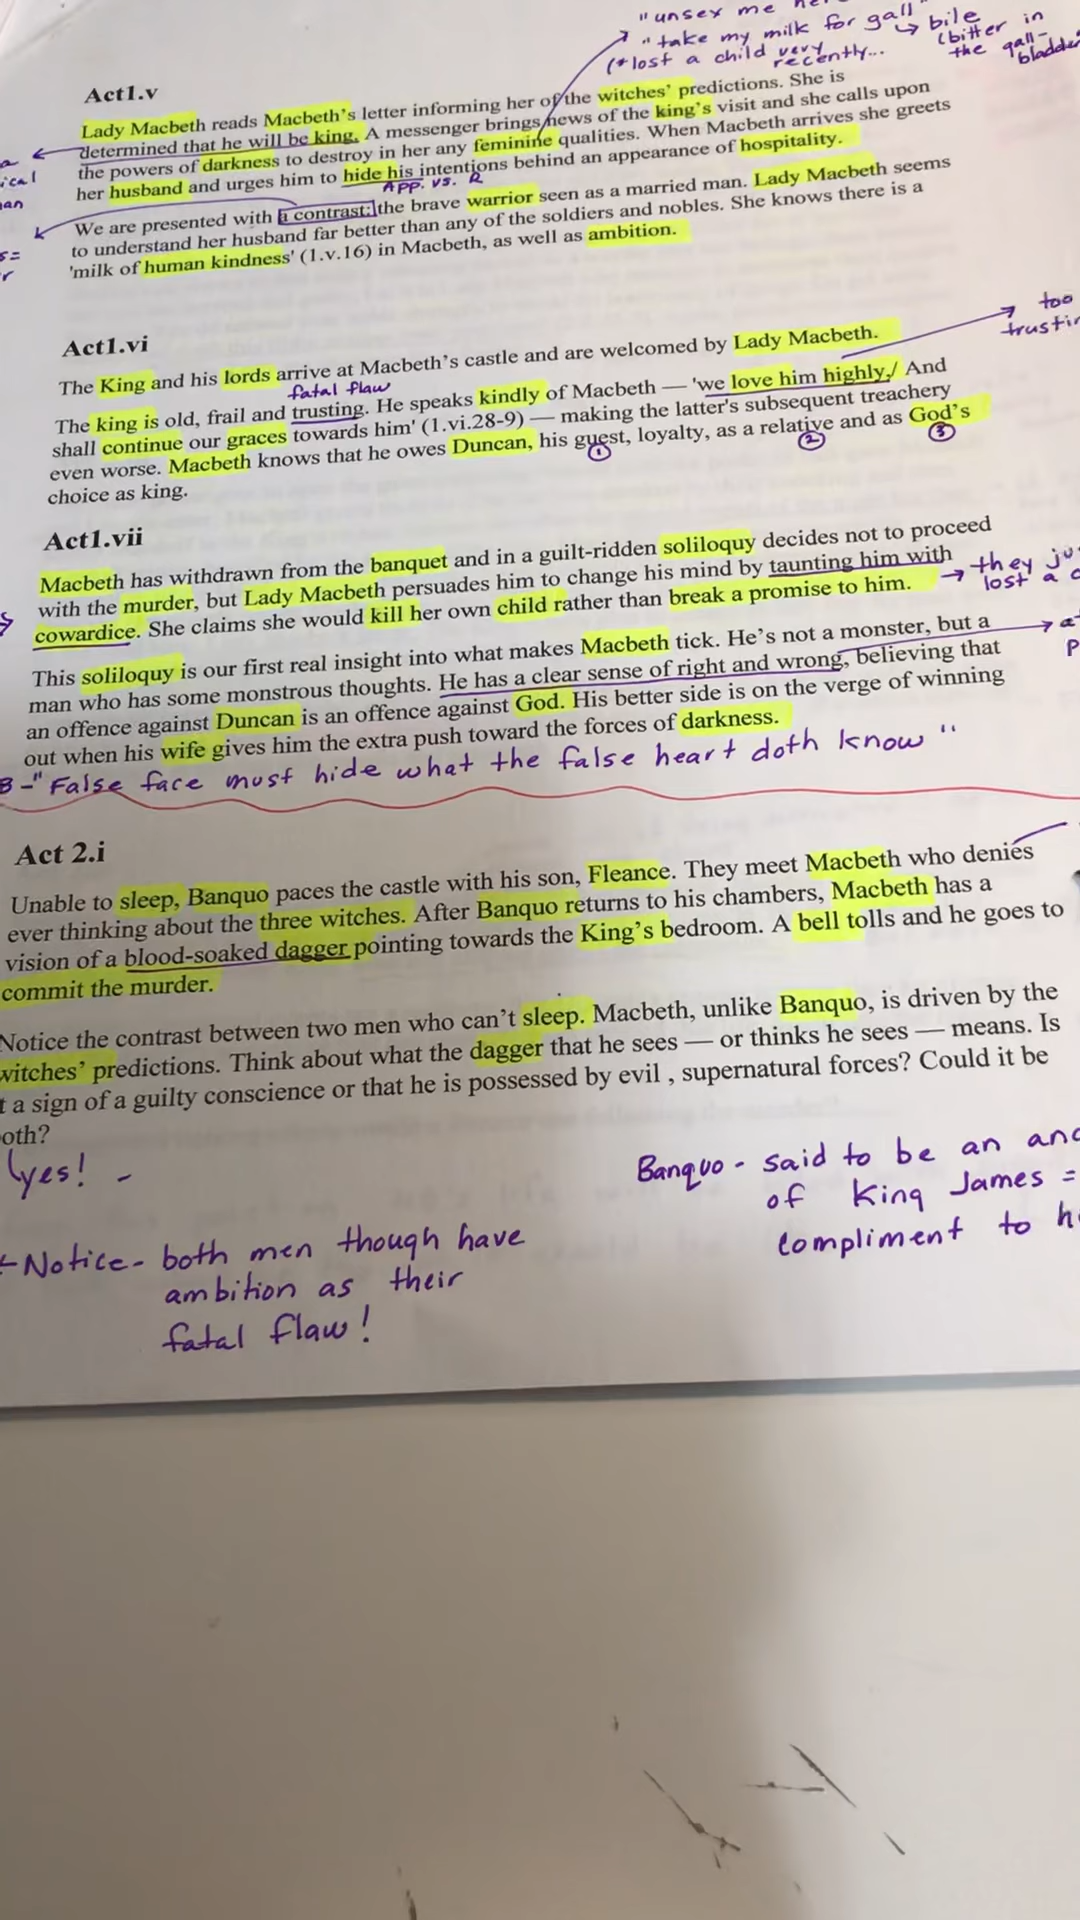 "unsex me
"take my milk for gall" → bile
(bitter in
the gall-
bladder
(*lost a child very
recently...
Act1.v
Lady Macbeth reads Macbeth's letter informing her of the witches' predictions. She is
determined that he will be king. A messenger brings news of the king's visit and she calls upon
the powers of darkness to destroy in her any feminine qualities. When Macbeth arrives she greets
her husband and urges him to hide his intentions behind an appearance of hospitality.
APP. vs. R
We are presented with a contrast: the brave warrior seen as a married man. Lady Macbeth seems
to understand her husband far better than any of the soldiers and nobles. She knows there is a
'milk of human kindness' (1.v.16) in Macbeth, as well as ambition.
Act1.vi
too
The King and his lords arrive at Macbeth's castle and are welcomed by Lady Macbeth.
fatal flaw
The king is old, frail and trusting. He speaks kindly of Macbeth — 'we love him highly,/ And
shall continue our graces towards him' (1.vi.28-9) — making the latter's subsequent treachery
even worse. Macbeth knows that he owes Duncan, his guest, loyalty, as a relative and as God's
① ② ③
choice as king.
Act1.vii
Macbeth has withdrawn from the banquet and in a guilt-ridden soliloquy decides not to proceed
with the murder, but Lady Macbeth persuades him to change his mind by taunting him with
cowardice. She claims she would kill her own child rather than break a promise to him.
→ they
lost a
This soliloquy is our first real insight into what makes Macbeth tick. He's not a monster, but a
man who has some monstrous thoughts. He has a clear sense of right and wrong, believing that
an offence against Duncan is an offence against God. His better side is on the verge of winning
out when his wife gives him the extra push toward the forces of darkness.
B -"False face must hide what the false heart doth know"
Act 2.i
Unable to sleep, Banquo paces the castle with his son, Fleance. They meet Macbeth who denies
ever thinking about the three witches. After Banquo returns to his chambers, Macbeth has a
vision of a blood-soaked dagger pointing towards the King's bedroom. A bell tolls and he goes to
commit the murder.
Notice the contrast between two men who can't sleep. Macbeth, unlike Banquo, is driven by the
witches' predictions. Think about what the dagger that he sees — or thinks he sees — means. Is
t a sign of a guilty conscience or that he is possessed by evil , supernatural forces? Could it be
oth?
yes! -
Banquo - said to be an
of King James =
compliment to
Notice - both men though have
ambition as their
fatal flaw!